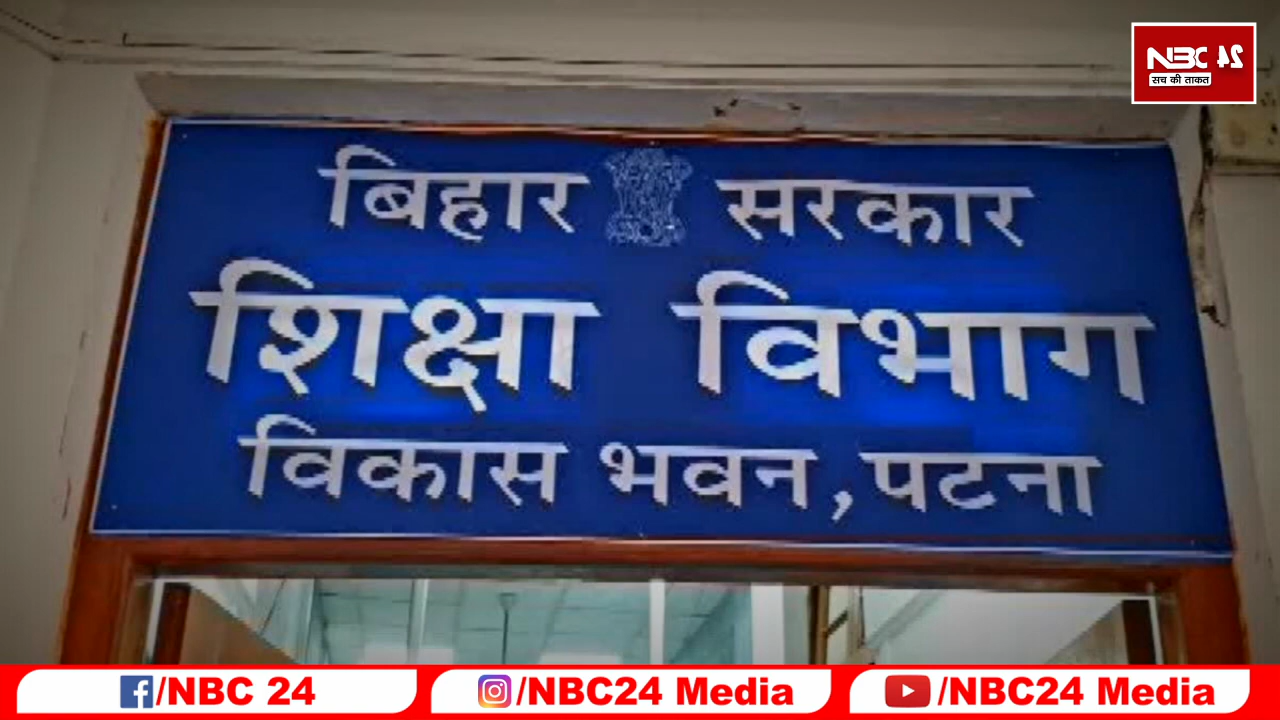 NBC 24
सच की ताकत
बिहार सरकार
शिक्षा विभाग
विकास भवन, पटना
/NBC 24 /NBC24 Media /NBC24 Media